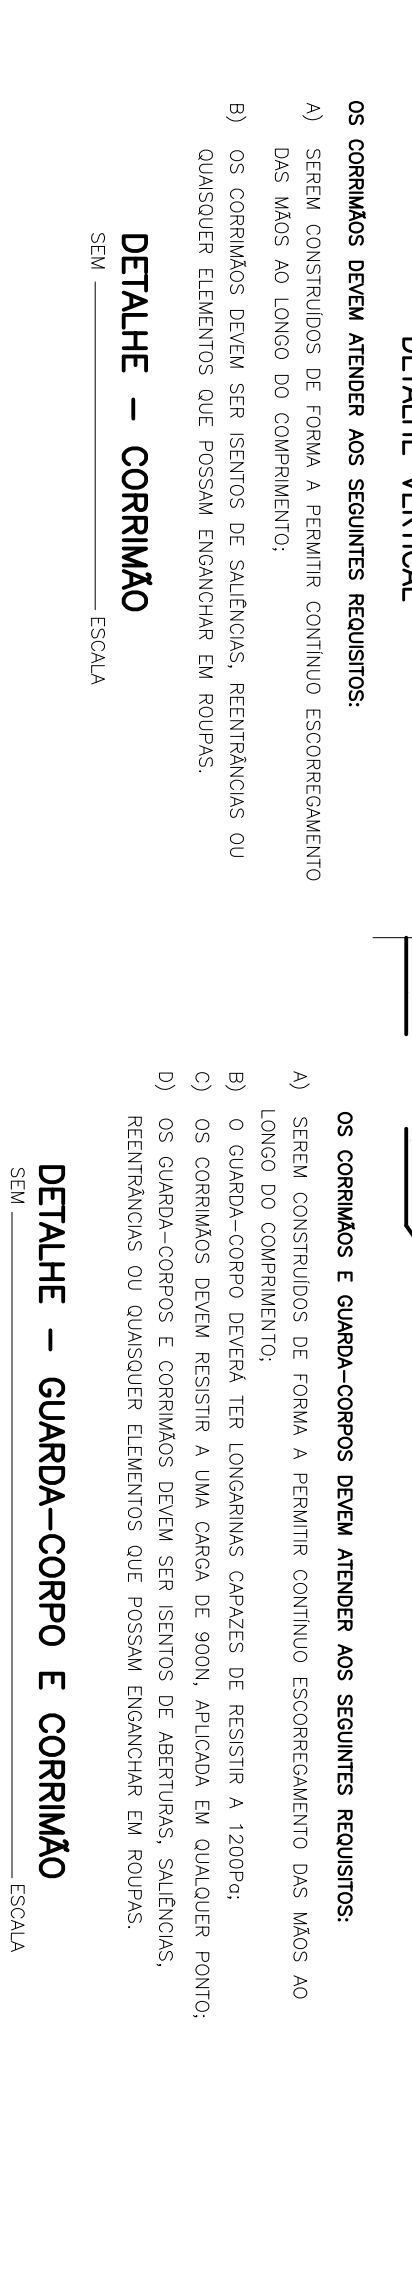 DETALHE VERTICAL
OS CORRIMÃOS DEVEM ATENDER AOS SEGUINTES REQUISITOS:
A) SEREM CONSTRUÍDOS DE FORMA A PERMITIR CONTÍNUO ESCORREGAMENTO
DAS MÃOS AO LONGO DO COMPRIMENTO;
B) OS CORRIMÃOS DEVEM SER ISENTOS DE SALIÊNCIAS, REENTRÂNCIAS OU
QUAISQUER ELEMENTOS QUE POSSAM ENGANCHAR EM ROUPAS.
DETALHE – CORRIMÃO
SEM ESCALA
OS CORRIMÃOS E GUARDA–CORPOS DEVEM ATENDER AOS SEGUINTES REQUISITOS:
A) SEREM CONSTRUÍDOS DE FORMA A PERMITIR CONTÍNUO ESCORREGAMENTO DAS MÃOS AO
LONGO DO COMPRIMENTO;
B) O GUARDA–CORPO DEVERÁ TER LONGARINAS CAPAZES DE RESISTIR A 1200Pa;
C) OS CORRIMÃOS DEVEM RESISTIR A UMA CARGA DE 900N, APLICADA EM QUALQUER PONTO;
D) OS GUARDA–CORPOS E CORRIMÃOS DEVEM SER ISENTOS DE ABERTURAS, SALIÊNCIAS,
REENTRÂNCIAS OU QUAISQUER ELEMENTOS QUE POSSAM ENGANCHAR EM ROUPAS.
DETALHE – GUARDA–CORPO E CORRIMÃO
SEM ESCALA